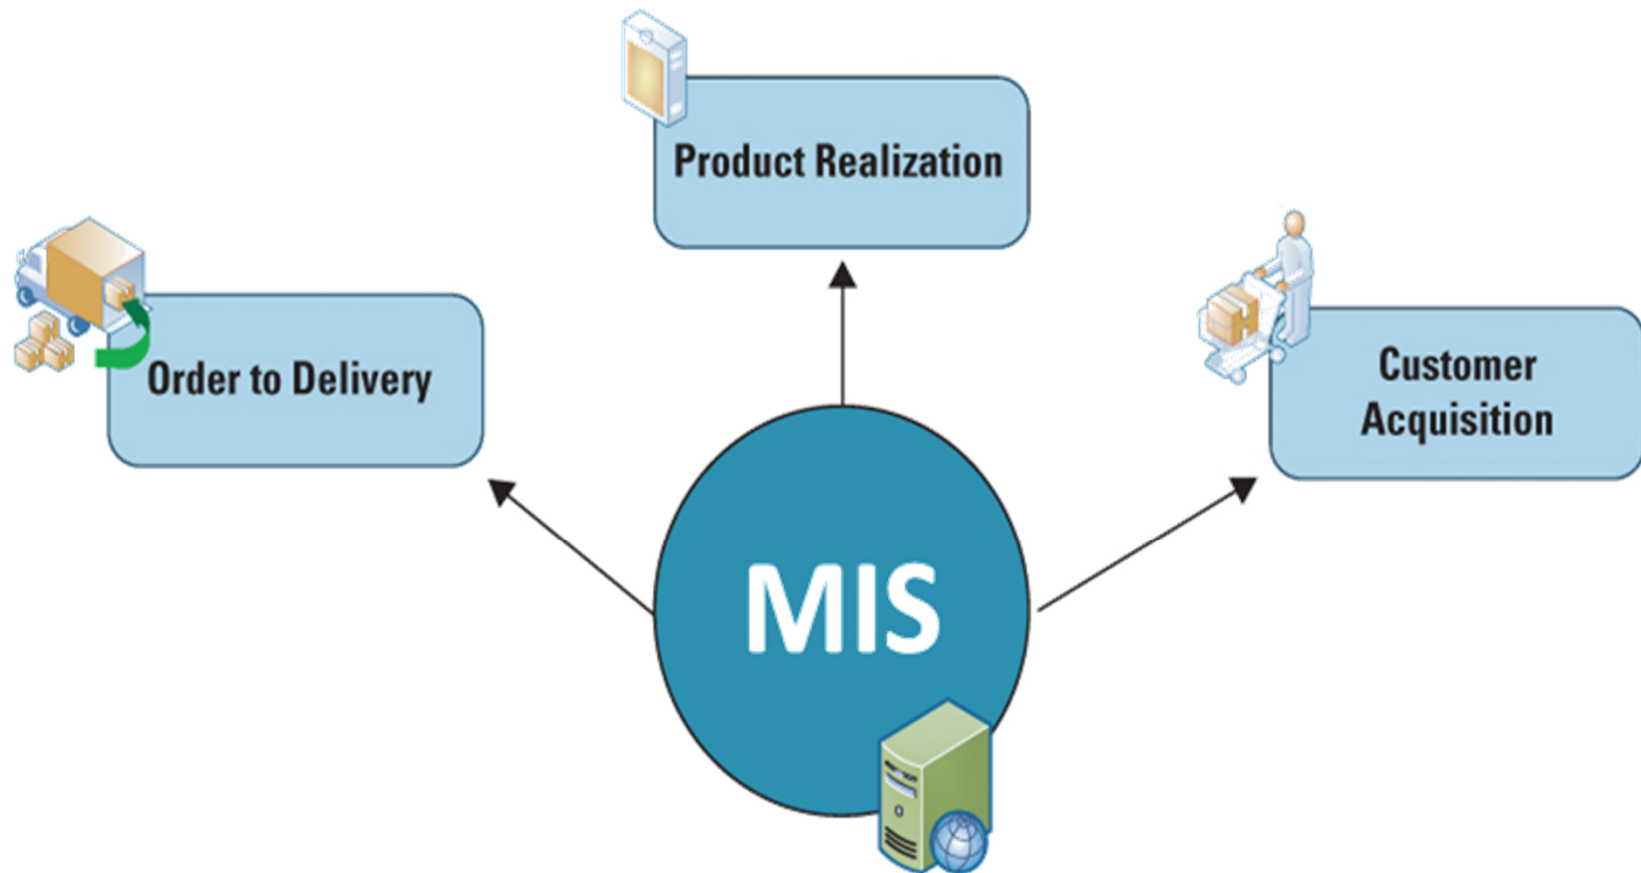 Product Realization
Order to Delivery
Customer
Acquisition
MIS